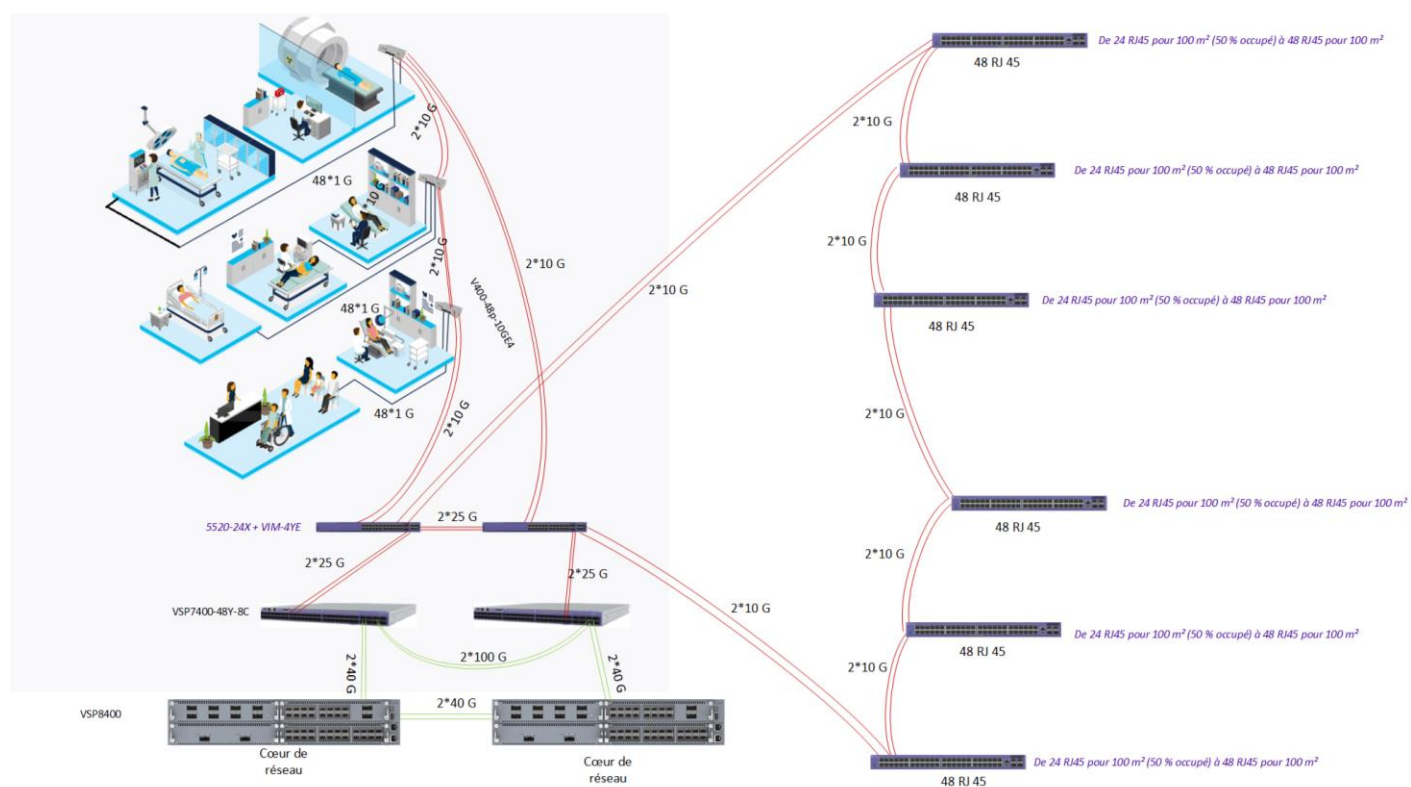 De 24 RJ45 pour 100 m² (50 % occupé) à 48 RJ45 pour 100 m²
48 RJ 45
2*10 G
2*10 G
De 24 RJ45 pour 100 m² (50 % occupé) à 48 RJ45 pour 100 m²
48 RJ 45
48*1 G
*10
2*10 G
2*10 G
2*10 G
2*10 G
V400-48p-10GE4
De 24 RJ45 pour 100 m² (50 % occupé) à 48 RJ45 pour 100 m²
48 RJ 45
48*1 G
48*1 G
2*10 G
2*10 G
De 24 RJ45 pour 100 m² (50 % occupé) à 48 RJ45 pour 100 m²
48 RJ 45
5520-24X + VIM-4YE
2*25 G
2*25 G
2*25 G
2*10 G
VSP7400-48Y-8C
2*10 G
De 24 RJ45 pour 100 m² (50 % occupé) à 48 RJ45 pour 100 m²
48 RJ 45
2*100 G
2*40 G
2*40 G
2*10 G
VSP8400
2*40 G
Cœur de
réseau
Cœur de
réseau
De 24 RJ45 pour 100 m² (50 % occupé) à 48 RJ45 pour 100 m²
48 RJ 45